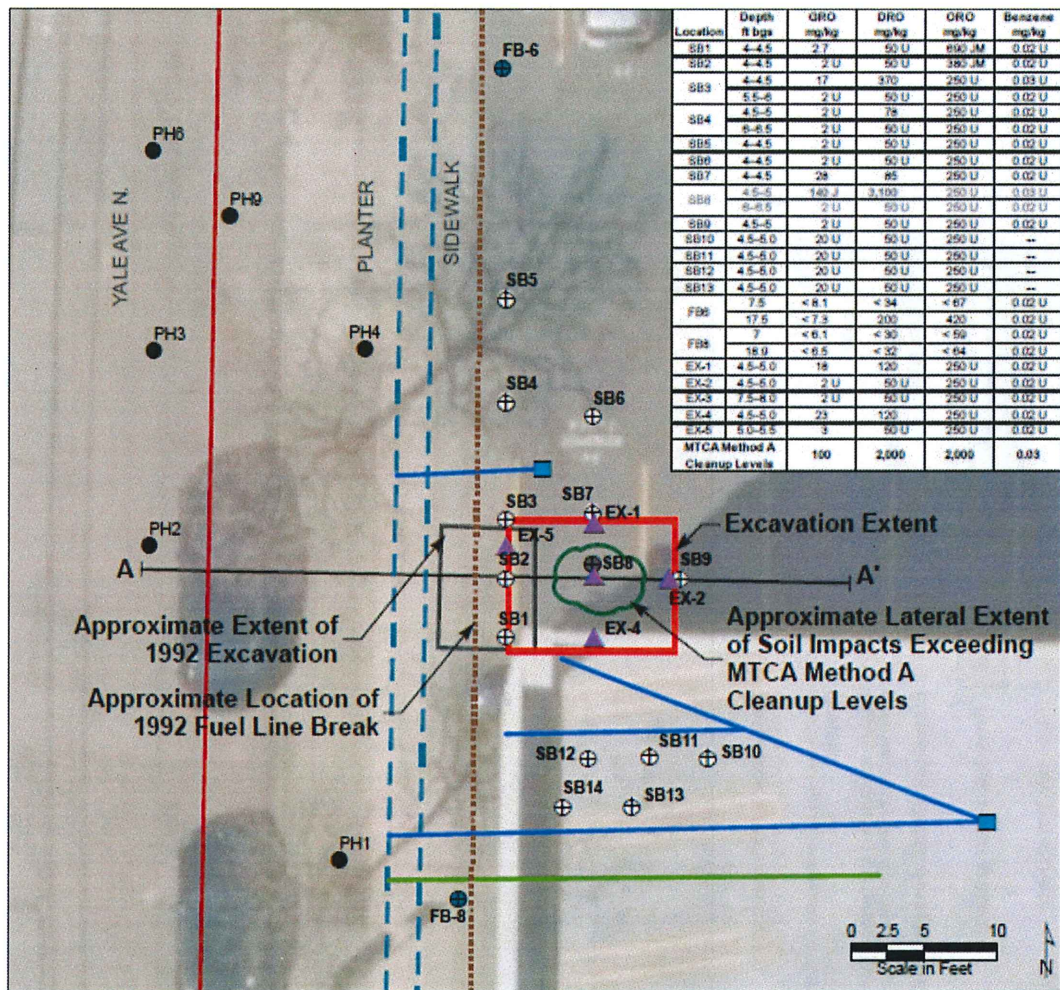 Location Depth ft bgs GRO mg/kg DRO mg/kg ORO mg/kg Benzene mg/kg
SB1 4–4.5 2.7 50 U 690 JM 0.02 U
SB2 4–4.5 2 U 50 U 380 JM 0.02 U
SB3 4–4.5 17 370 250 U 0.03 U
5.5–6 2 U 50 U 250 U 0.02 U
SB4 4.5–5 2 U 78 250 U 0.02 U
6–6.5 2 U 50 U 250 U 0.02 U
SB5 4–4.5 2 U 50 U 250 U 0.02 U
SB6 4–4.5 2 U 50 U 250 U 0.02 U
SB7 4–4.5 28 85 250 U 0.02 U
SB8 4.5–5 140 J 3,100 250 U 0.03 U
6–6.5 2 U 50 U 250 U 0.02 U
SB9 4.5–5 2 U 50 U 250 U 0.02 U
SB10 4.5–5.0 20 U 50 U 250 U --
SB11 4.5–5.0 20 U 50 U 250 U --
SB12 4.5–5.0 20 U 50 U 250 U --
SB13 4.5–5.0 20 U 50 U 250 U --
FB6 7.5 < 8.1 < 34 < 67 0.02 U
17.5 < 7.3 200 420 0.02 U
FB8 7 < 6.1 < 30 < 59 0.02 U
18.9 < 6.5 < 32 < 64 0.02 U
EX-1 4.5–5.0 18 120 250 U 0.02 U
EX-2 4.5–5.0 2 U 50 U 250 U 0.02 U
EX-3 7.5–8.0 2 U 50 U 250 U 0.02 U
EX-4 4.5–5.0 23 120 250 U 0.02 U
EX-5 5.0–5.5 3 50 U 250 U 0.02 U
MTCA Method A Cleanup Levels 100 2,000 2,000 0.03
FB-6
PH6
PH9
YALE AVE N.
PLANTER
SIDEWALK
SB5
PH3
PH4
SB4
SB6
SB3
SB7
EX-1
Excavation Extent
PH2
EX-5
SB2
SB8
SB9
A
A'
EX-2
SB1
EX-4
Approximate Extent of
1992 Excavation
Approximate Lateral Extent
of Soil Impacts Exceeding
MTCA Method A
Cleanup Levels
Approximate Location of
1992 Fuel Line Break
SB12
SB11
SB10
SB14
SB13
PH1
FB-8
0 2.5 5 10
Scale in Feet
N